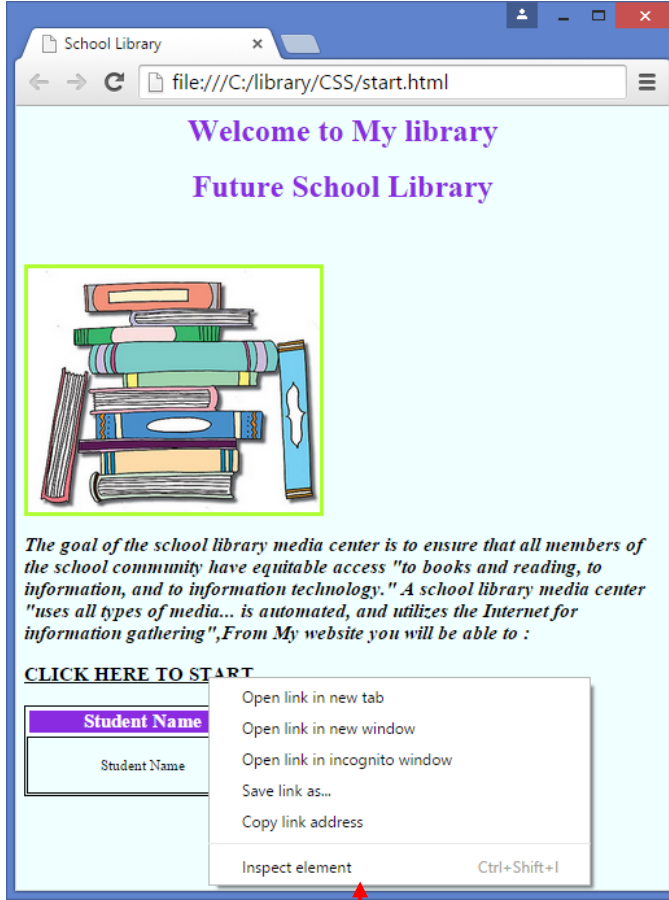 School Library
file:///C:/library/CSS/start.html
Welcome to My library
Future School Library
The goal of the school library media center is to ensure that all members of
the school community have equitable access "to books and reading, to
information, and to information technology." A school library media center
"uses all types of media... is automated, and utilizes the Internet for
information gathering",From My website you will be able to :
CLICK HERE TO START
Student Name
Student Name
Open link in new tab
Open link in new window
Open link in incognito window
Save link as...
Copy link address
Inspect element Ctrl+Shift+I